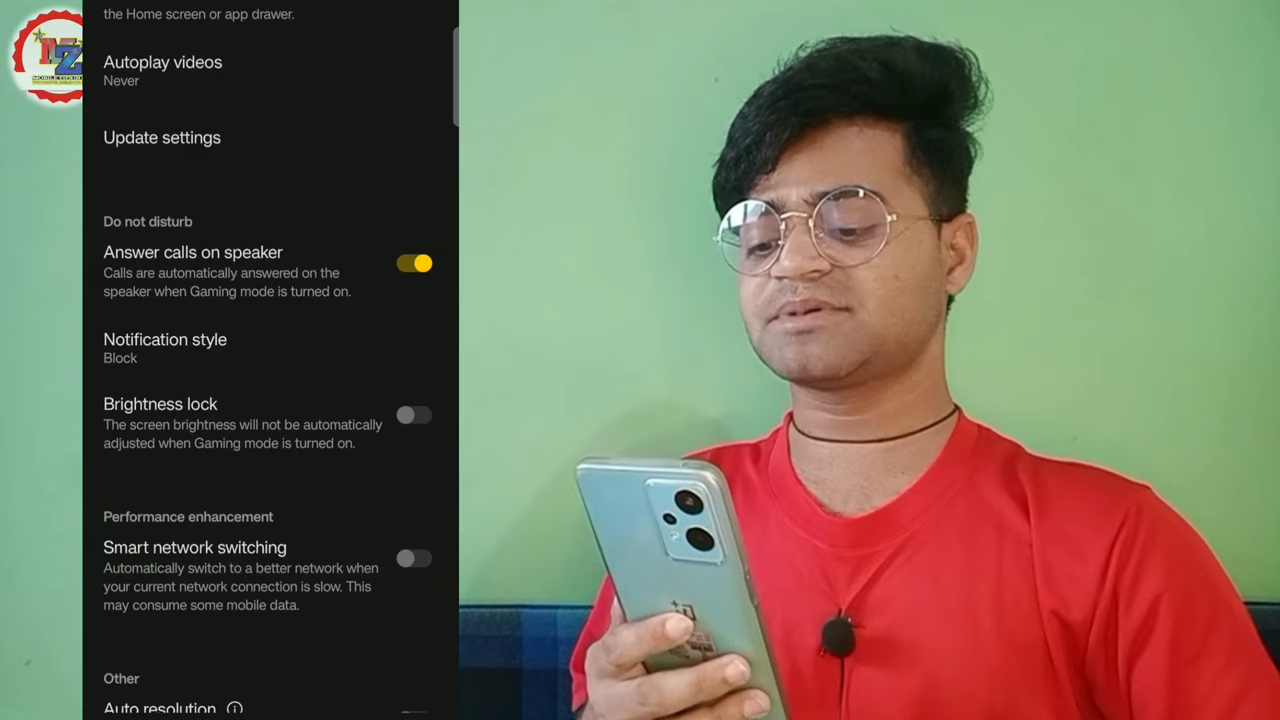 the Home screen or app drawer.
Autoplay videos
Never
Update settings
Do not disturb
Answer calls on speaker
Calls are automatically answered on the
speaker when Gaming mode is turned on.
Notification style
Block
Brightness lock
The screen brightness will not be automatically
adjusted when Gaming mode is turned on.
Performance enhancement
Smart network switching
Automatically switch to a better network when
your current network connection is slow. This
may consume some mobile data.
Other
Auto resolution